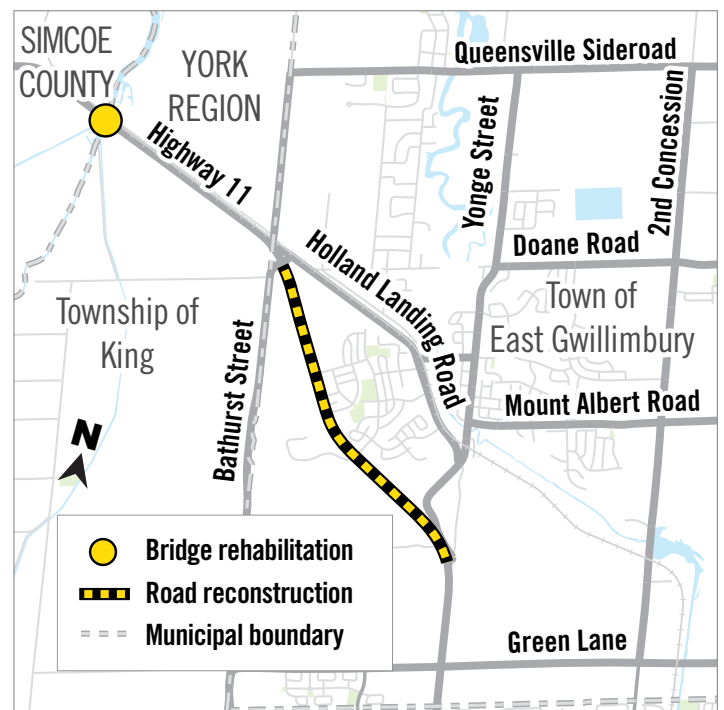 SIMCOE
COUNTY
YORK
REGION
Queensville Sideroad
Highway 11
Yonge Street
2nd Concession
Holland Landing
Road
Doane Road
Township of
King
Town of
East Gwillimbury
Bathurst Street
Mount Albert Road
N
Bridge rehabilitation
Road reconstruction
Municipal boundary
Green Lane